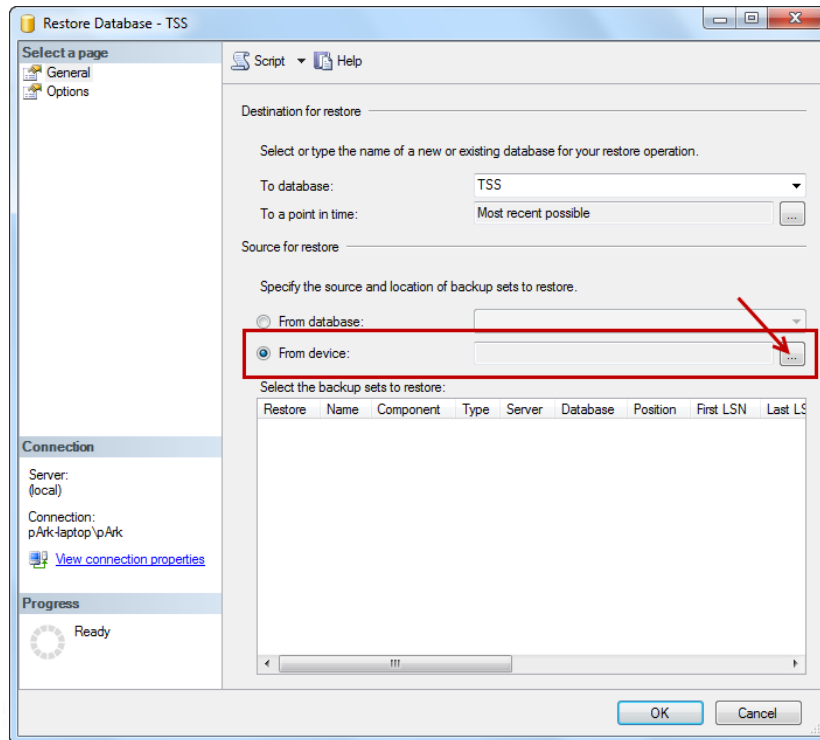 Restore Database - TSS
Select a page
General
Options
Script Help
Destination for restore
Select or type the name of a new or existing database for your restore operation.
To database: TSS
To a point in time: Most recent possible ...
Source for restore
Specify the source and location of backup sets to restore.
From database:
From device: ...
Select the backup sets to restore:
Restore Name Component Type Server Database Position First LSN Last LS
Connection
Server:
(local)
Connection:
pArk-laptop\pArk
View connection properties
Progress
Ready
OK Cancel